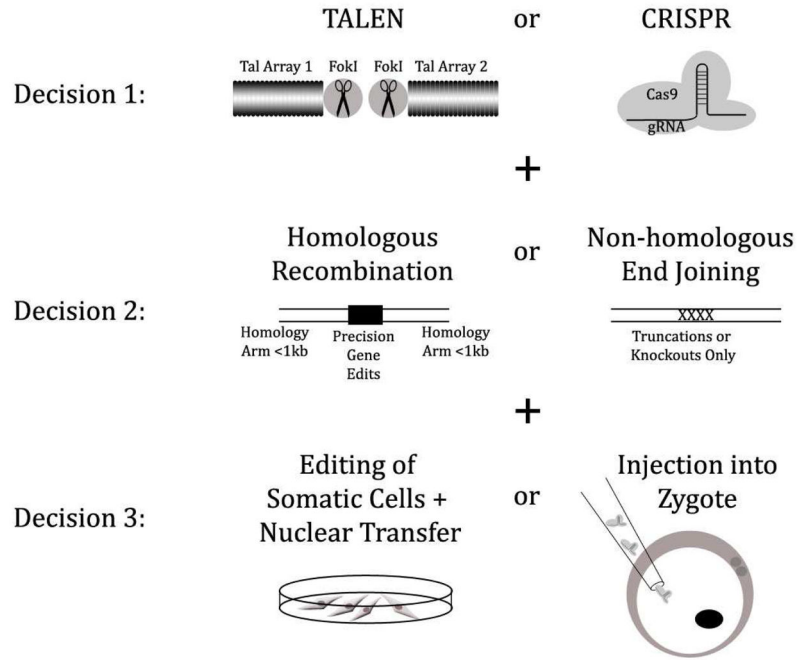 TALEN or CRISPR
Decision 1:
Tal Array 1 FokI FokI Tal Array 2
Cas9
gRNA
+
Decision 2:
Homologous
Recombination
or
Non-homologous
End Joining
XXXX
Homology
Arm <1kb
Precision
Gene
Edits
Homology
Arm <1kb
Truncations or
Knockouts Only
+
Decision 3:
Editing of
Somatic Cells +
Nuclear Transfer
or
Injection into
Zygote